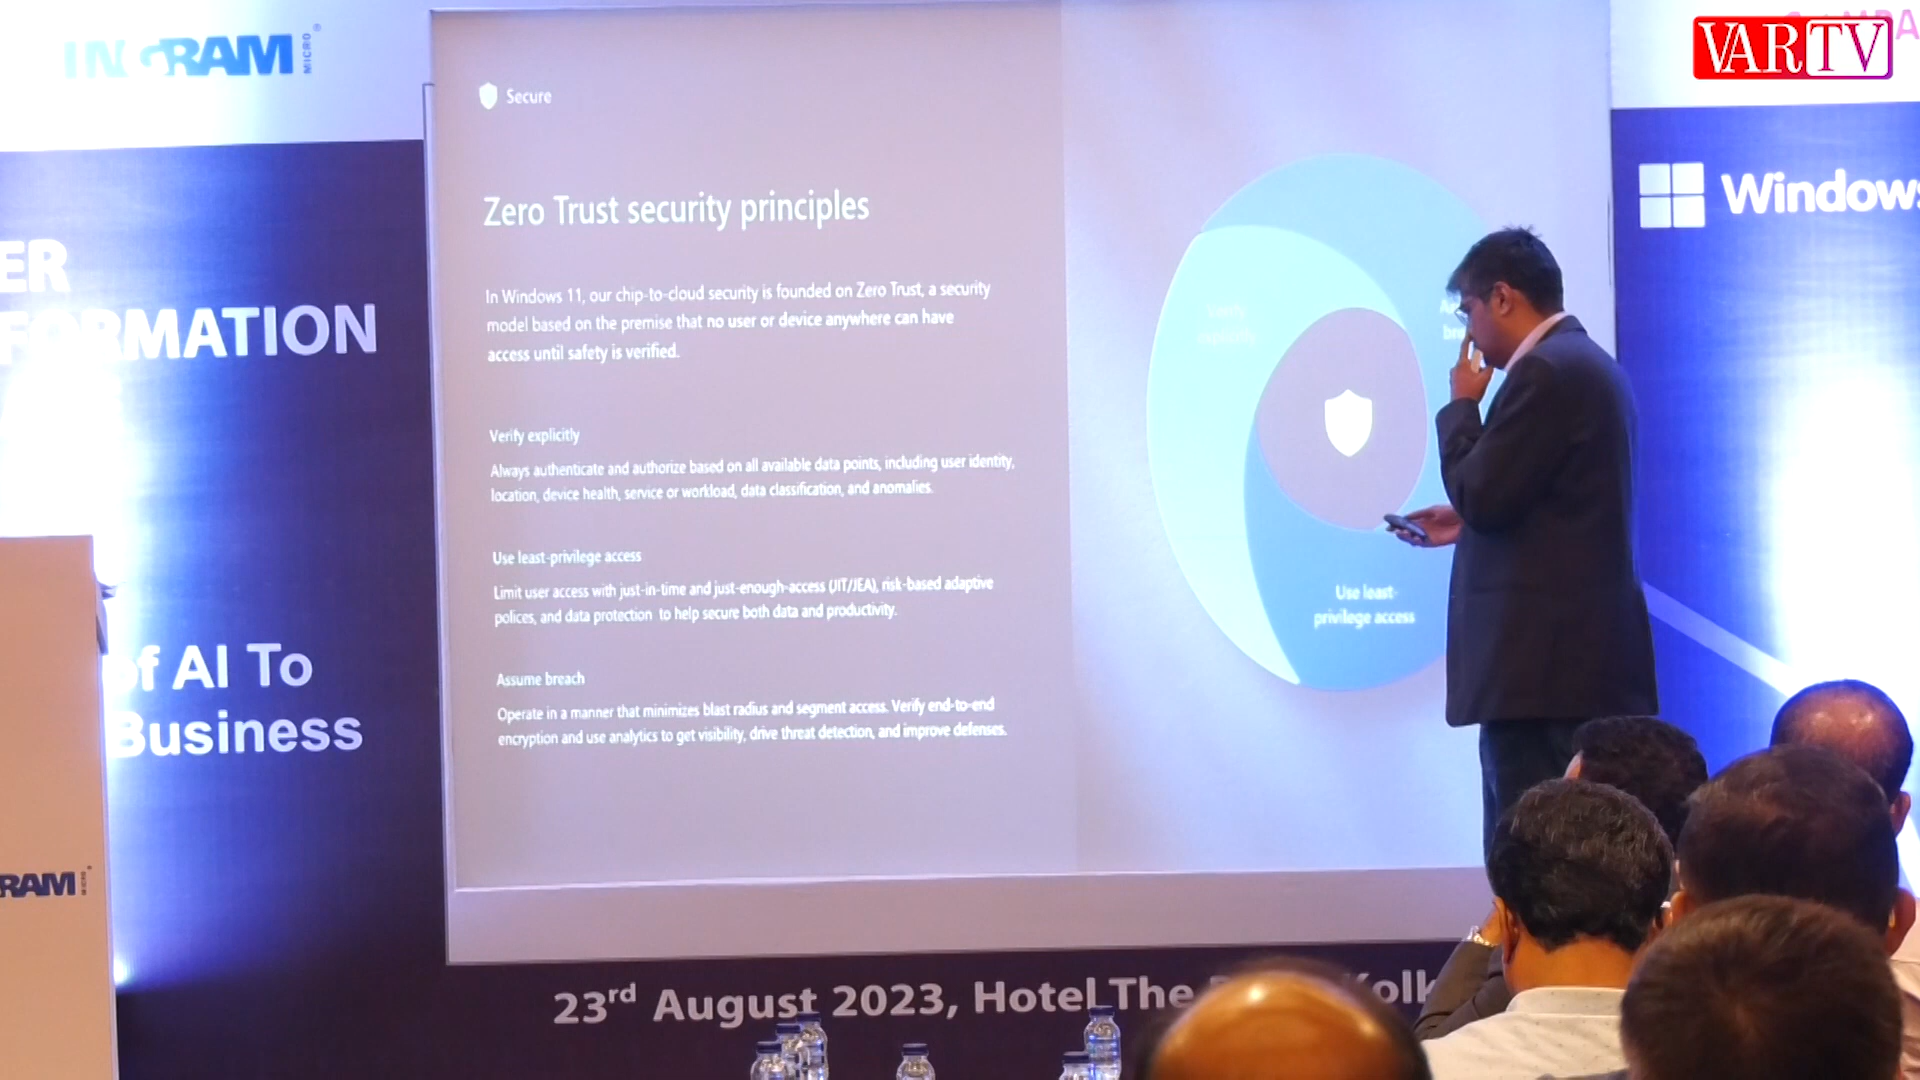 INGRAM
MICRO
VARTV
Secure
Zero Trust security principles
In Windows 11, our chip-to-cloud security is founded on Zero Trust, a security
model based on the premise that no user or device anywhere can have
access until safety is verified.
Verify explicitly
Always authenticate and authorize based on all available data points, including user identity,
location, device health, service or workload, data classification, and anomalies.
Use least-privilege access
Limit user access with just-in-time and just-enough-access (JIT/JEA), risk-based adaptive
polices, and data protection to help secure both data and productivity.
Assume breach
Operate in a manner that minimizes blast radius and segment access. Verify end-to-end
encryption and use analytics to get visibility, drive threat detection, and improve defenses.
Verify
explicitly
Use least-
privilege access
Windows
ER
FORMATION
of AI To
Business
RAM
23rd August 2023, Hotel The